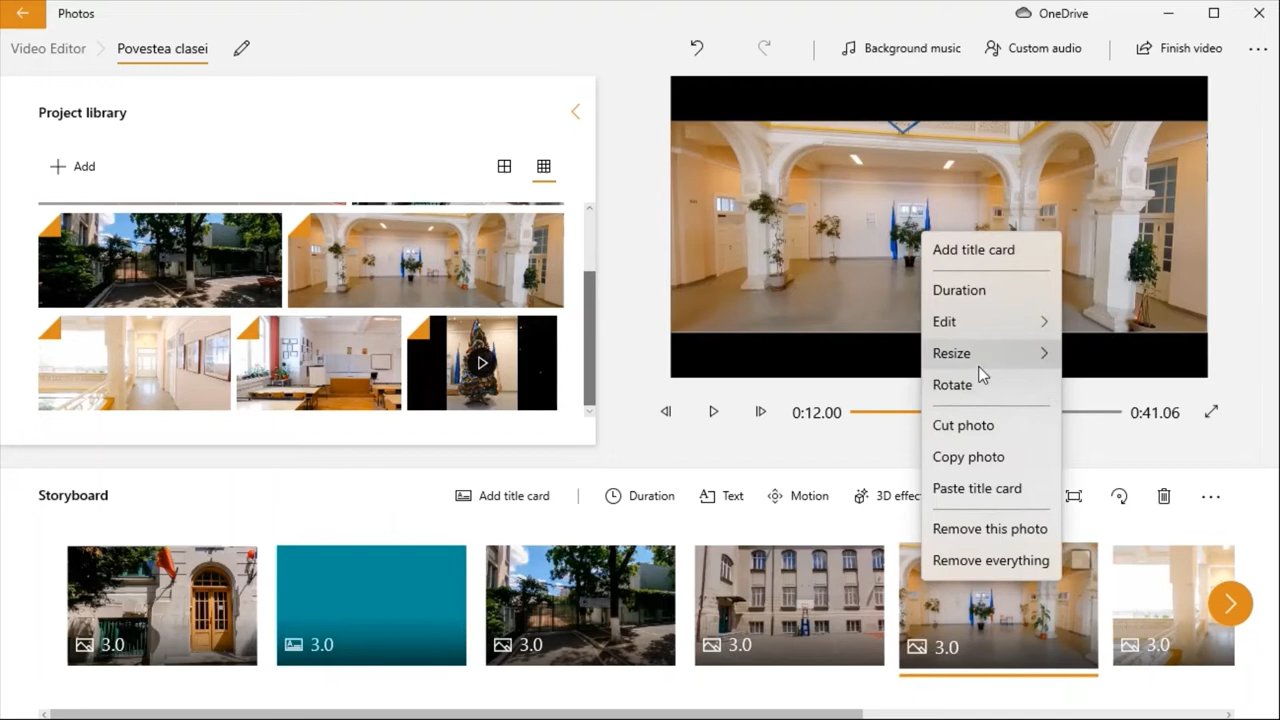 Photos
OneDrive
Video Editor
Povestea clasei
Background music
Custom audio
Finish video
Project library
Add
0:12.00
0:41.06
Add title card
Duration
Edit
Resize
Rotate
Cut photo
Copy photo
Paste title card
Remove this photo
Remove everything
Storyboard
Add title card
Duration
Text
Motion
3D effec
3.0
3.0
3.0
3.0
3.0
3.0